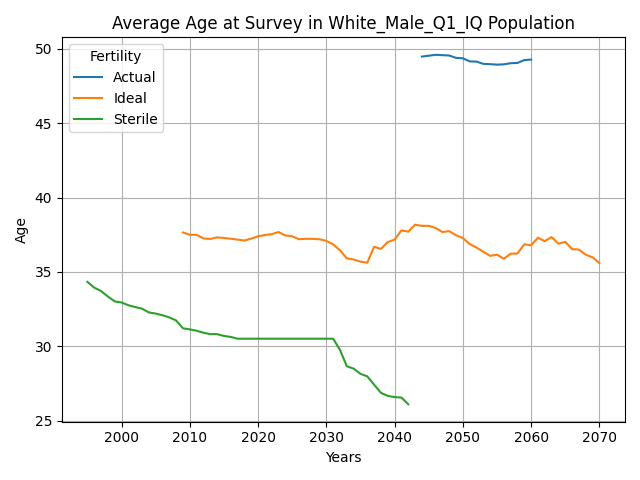 Average Age at Survey in White_Male_Q1_IQ Population
Fertility
Actual
Ideal
Sterile
50
45
40
35
30
25
Age
2000 2010 2020 2030 2040 2050 2060 2070
Years